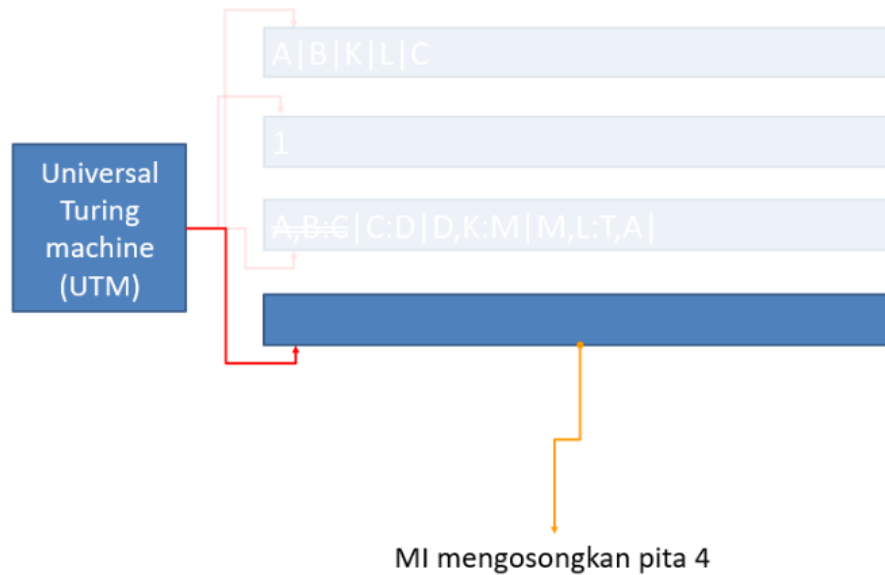 A|B|K|L|C
1
A,B:C|C:D|D,K:M|M,L:T,A|
Universal
Turing
machine
(UTM)
MI mengosongkan pita 4